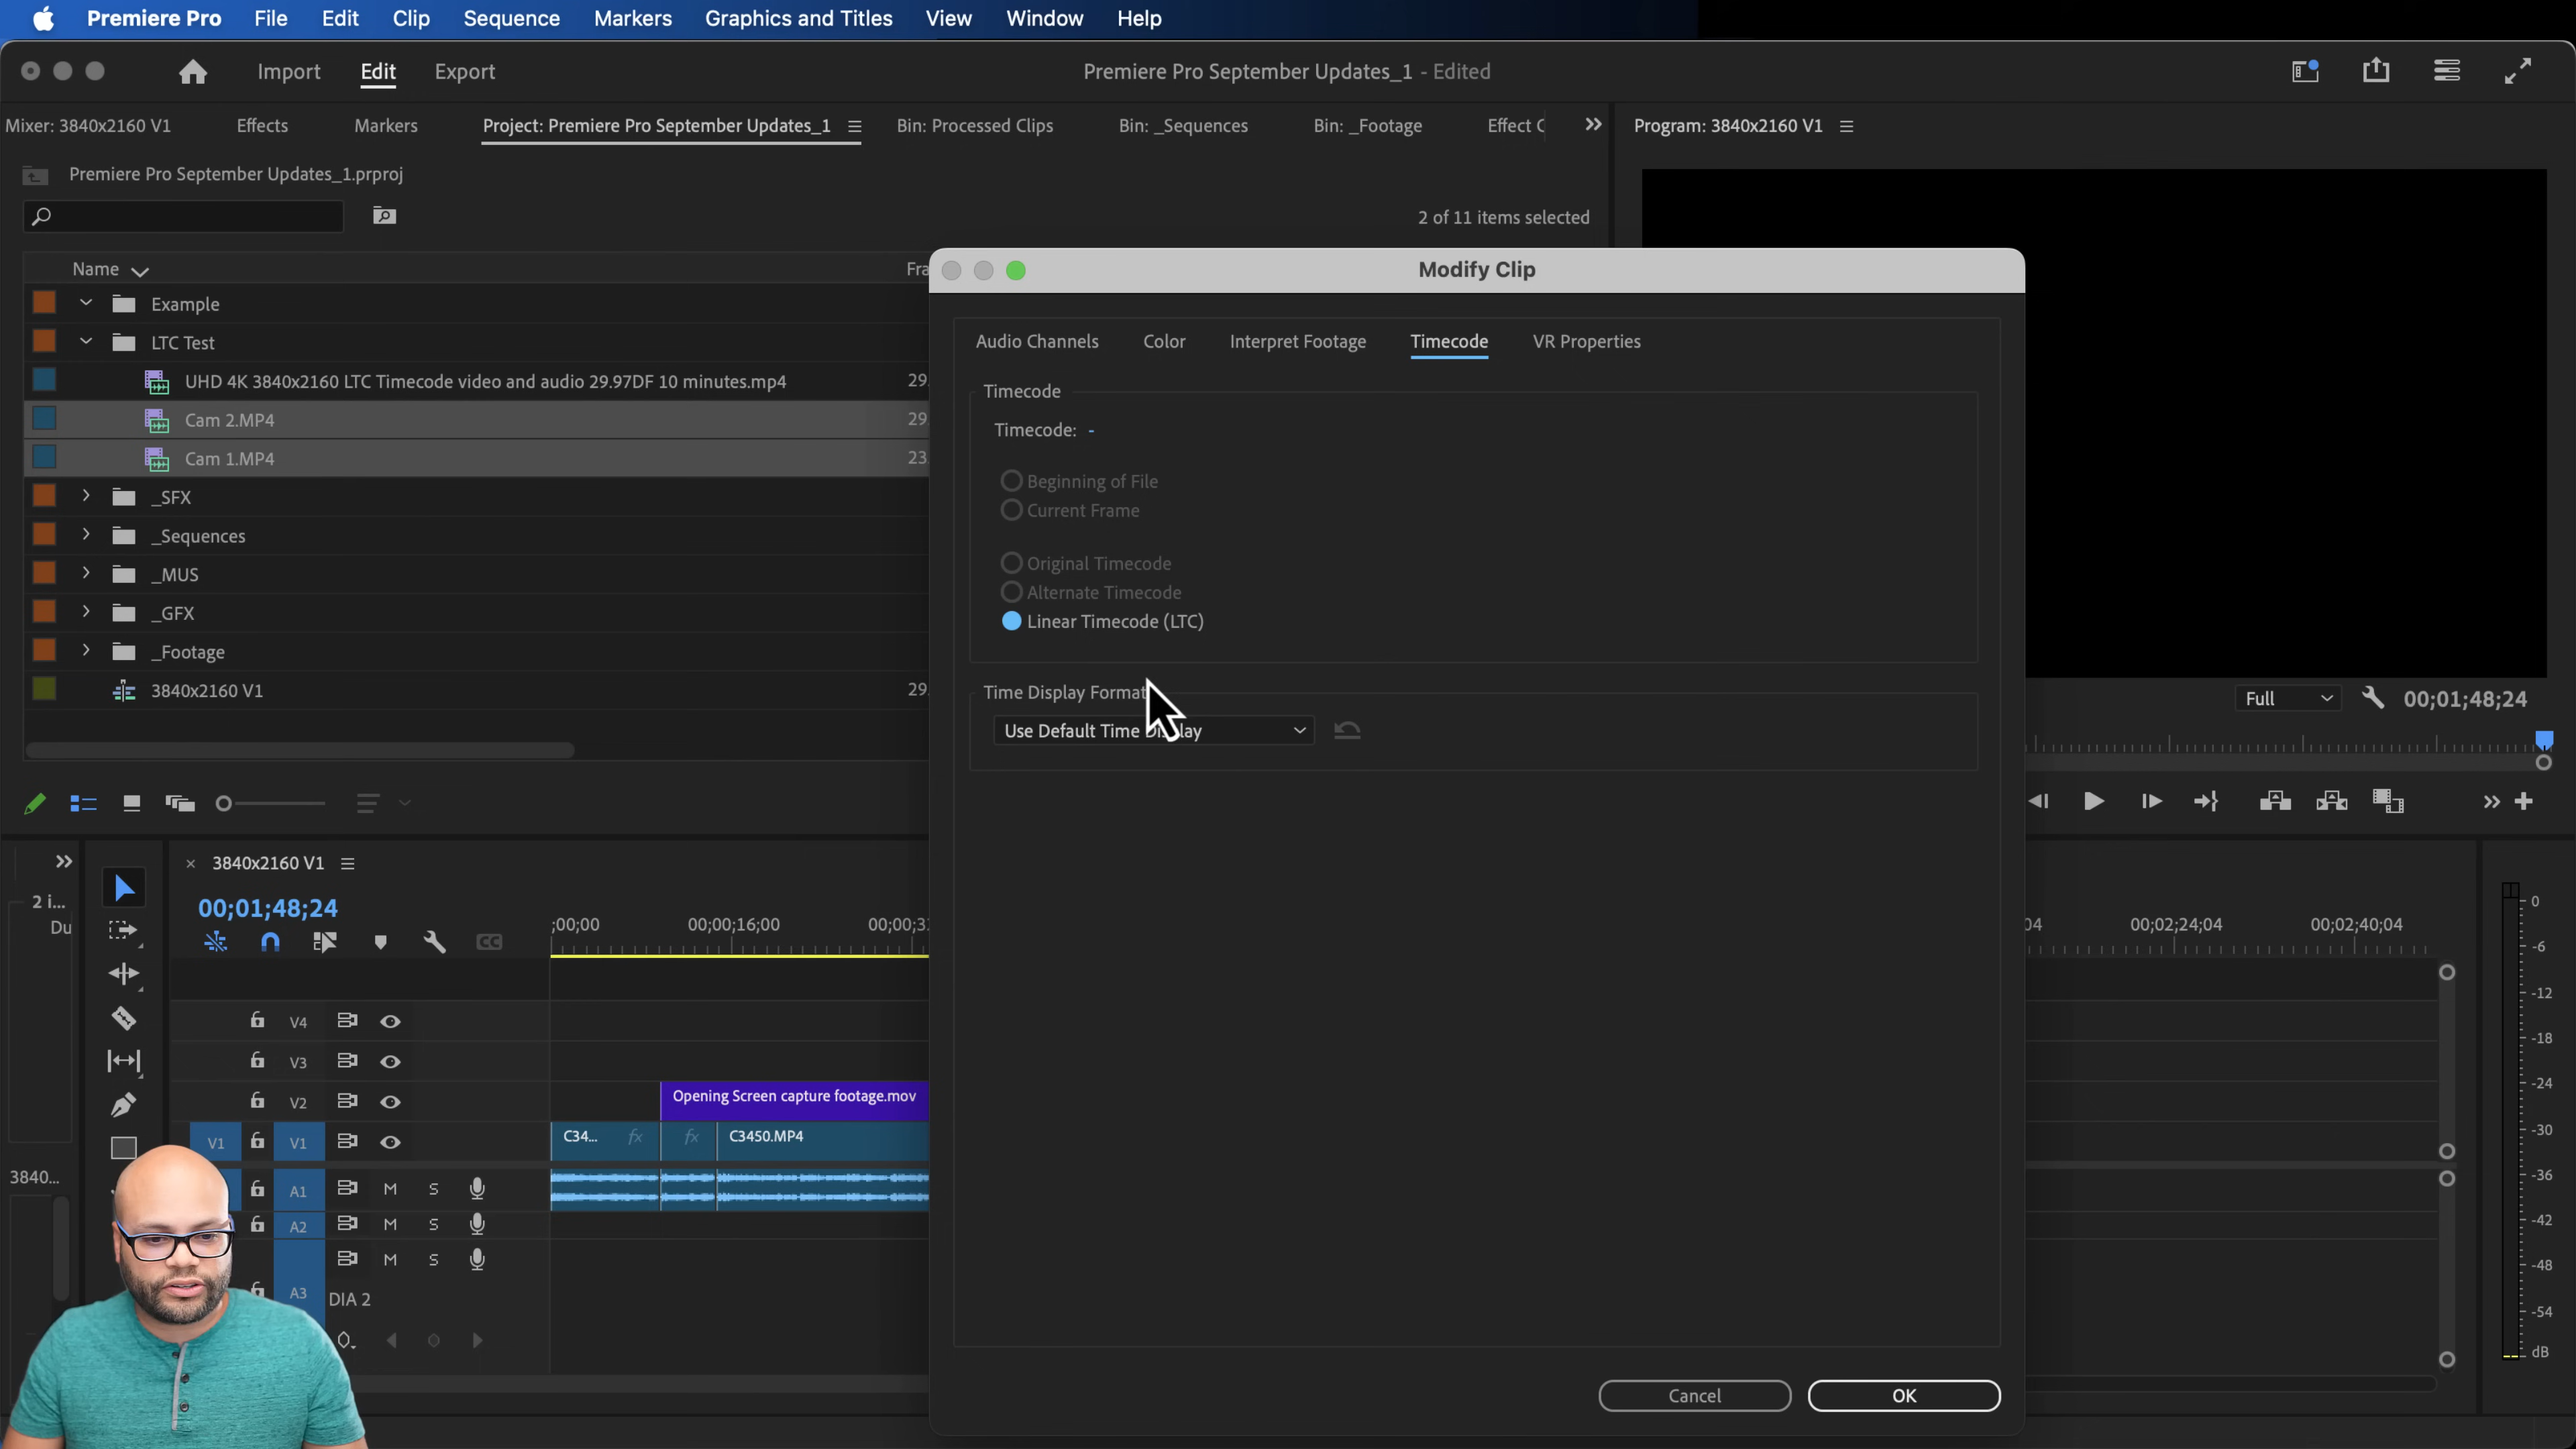 Premiere Pro File Edit Clip Sequence Markers Graphics and Titles View Window Help
Import Edit Export
Premiere Pro September Updates_1 - Edited
Mixer: 3840x2160 V1 Effects Markers Project: Premiere Pro September Updates_1 Bin: Processed Clips Bin: _Sequences Bin: _Footage Effect C
Program: 3840x2160 V1
Premiere Pro September Updates_1.prproj
2 of 11 items selected
Name
Fra
Example
LTC Test
UHD 4K 3840x2160 LTC Timecode video and audio 29.97DF 10 minutes.mp4 29.
Cam 2.MP4 29.
Cam 1.MP4 23.
_SFX
_Sequences
_MUS
_GFX
_Footage
3840x2160 V1 29.
Modify Clip
Audio Channels Color Interpret Footage Timecode VR Properties
Timecode
Timecode: -
Beginning of File
Current Frame
Original Timecode
Alternate Timecode
Linear Timecode (LTC)
Time Display Format
Use Default Time Display
Cancel OK
Full 00;01;48;24
2 i...
Du
3840...
3840x2160 V1
00;01;48;24
CC
;00;00 00;00;16;00 00;00;3
04 00;02;24;04 00;02;40;04
V4
V3
V2
Opening Screen capture footage.mov
V1 V1
C34... fx fx C3450.MP4
A1 M S
A2 M S
M S
A3 DIA 2
0
-6
-12
-18
-24
-30
-36
-42
-48
-54
dB